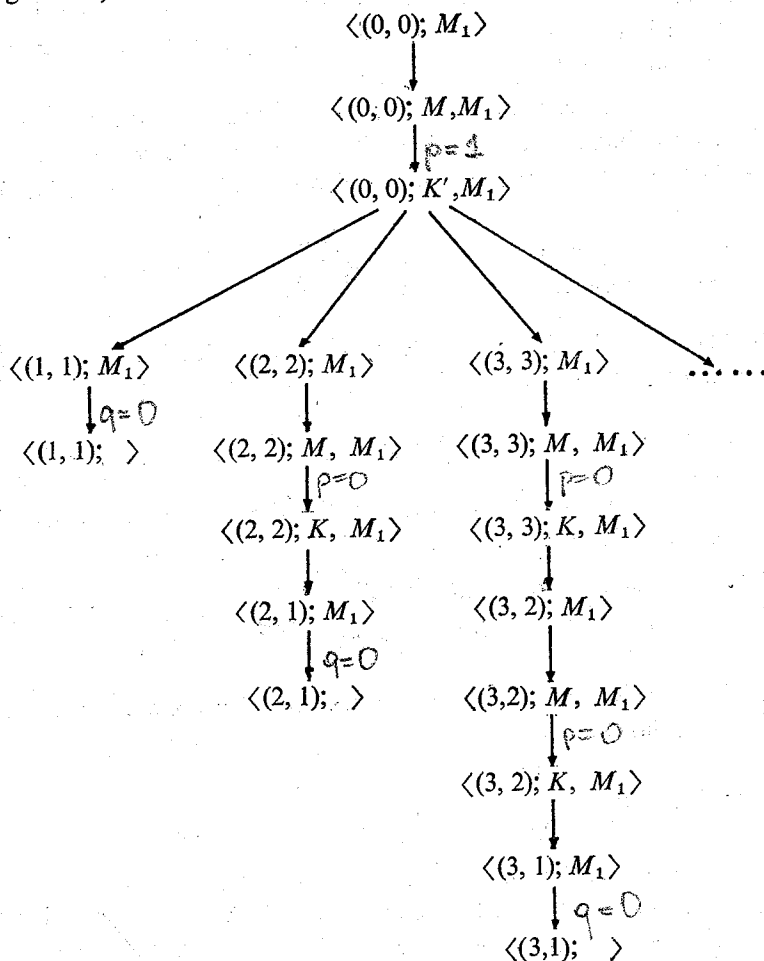 ⟨(0, 0); M₁⟩
⟨(0, 0); M ,M₁⟩
p=1
⟨(0, 0); K′,M₁⟩
⟨(1, 1); M₁⟩ ⟨(2, 2); M₁⟩ ⟨(3, 3); M₁⟩ ......
q=0
⟨(1, 1); ⟩ ⟨(2, 2); M, M₁⟩ ⟨(3, 3); M, M₁⟩
p=0 p=0
⟨(2, 2); K, M₁⟩ ⟨(3, 3); K, M₁⟩
⟨(2, 1); M₁⟩ ⟨(3, 2); M₁⟩
q=0
⟨(2, 1); ⟩ ⟨(3,2); M, M₁⟩
p=0
⟨(3, 2); K, M₁⟩
⟨(3, 1); M₁⟩
q=0
⟨(3,1); ⟩